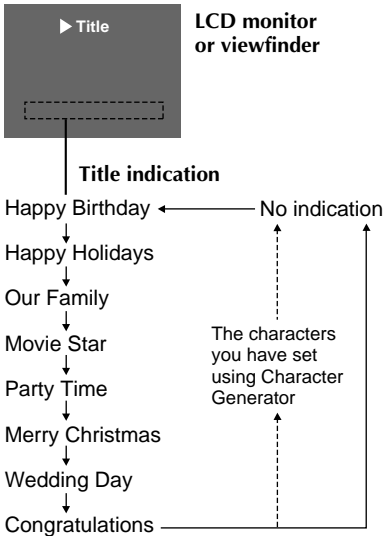 ▶ Title
LCD monitor
or viewfinder
Title indication
Happy Birthday
No indication
Happy Holidays
Our Family
Movie Star
Party Time
Merry Christmas
Wedding Day
Congratulations
The characters
you have set
using Character
Generator